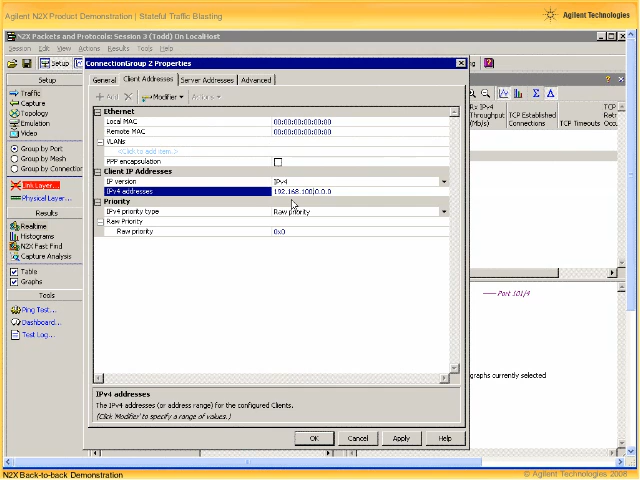 Agilent N2X Product Demonstration | Stateful Traffic Blasting
Agilent Technologies
N2X Packets and Protocols: Session 3 (Todd) On LocalHost
Session Edit View Actions Results Tools Help
Setup
ConnectionGroup 2 Properties
General Client Addresses Server Addresses Advanced
Add Modifier Actions
Setup
Traffic
Capture
Topology
Emulation
Video
Group by Port
Group by Mesh
Group by Connection
Link Layer...
Physical Layer...
Results
Realtime
Histograms
N2X Fast Find
Capture Analysis
Table
Graphs
Tools
Ping Test...
Dashboard...
Test Log...
Ethernet
Local MAC 00:00:00:00:00:00
Remote MAC 00:00:00:00:00:00
VLANs
<Click to add item.>
PPP encapsulation
Client IP Addresses
IP version IPv4
IPv4 addresses 192.168.100|0.0.0
Priority
IPv4 priority type Raw priority
Raw Priority
Raw priority 0x0
IPv4 addresses
The IPv4 addresses (or address range) for the configured Clients.
(Click 'Modifier' to specify a range of values.)
OK Cancel Apply Help
Rx IPv4
Throughput
(Mb/s)
TCP Established
Connections
TCP Timeouts
TCP
Retr
Occu
Port 101/4
graphs currently selected
N2X Back-to-back Demonstration
© Agilent Technologies 2008